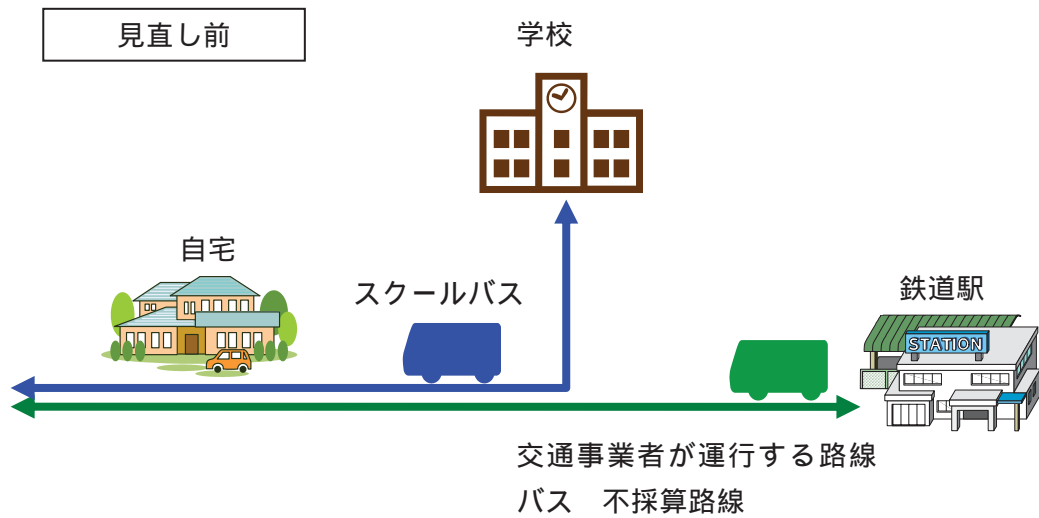 見直し前
学校
自宅
スクールバス
鉄道駅
STATION
交通事業者が運行する路線
バス　不採算路線